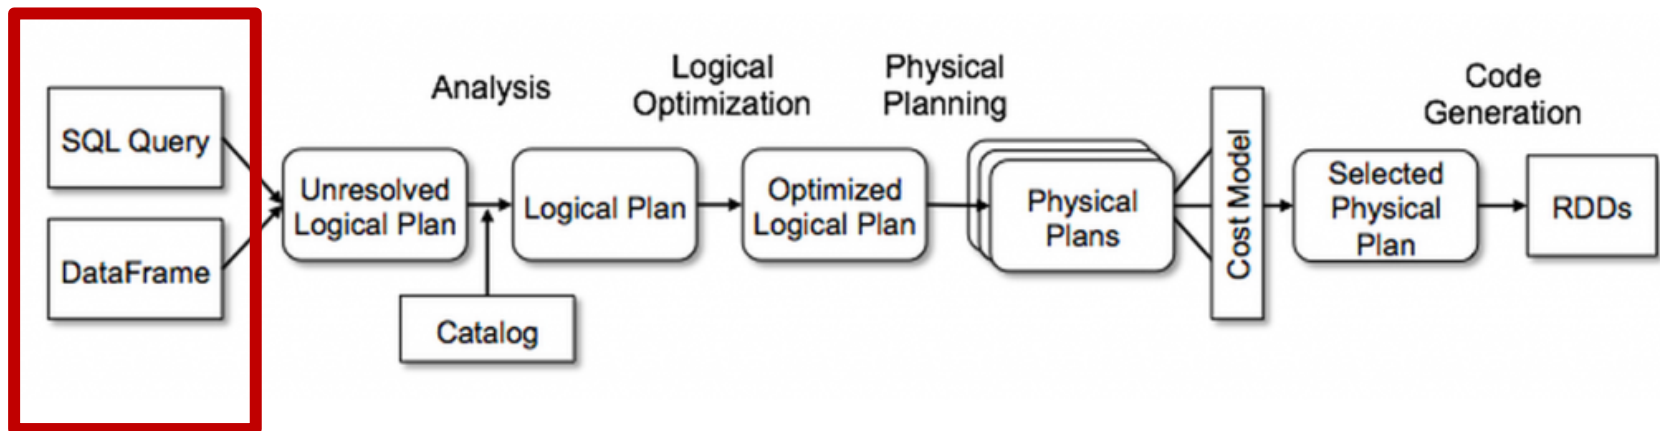 Analysis
Logical
Optimization
Physical
Planning
Code
Generation
SQL Query
DataFrame
Unresolved
Logical Plan
Catalog
Logical Plan
Optimized
Logical Plan
Physical
Plans
Cost Model
Selected
Physical
Plan
RDDs